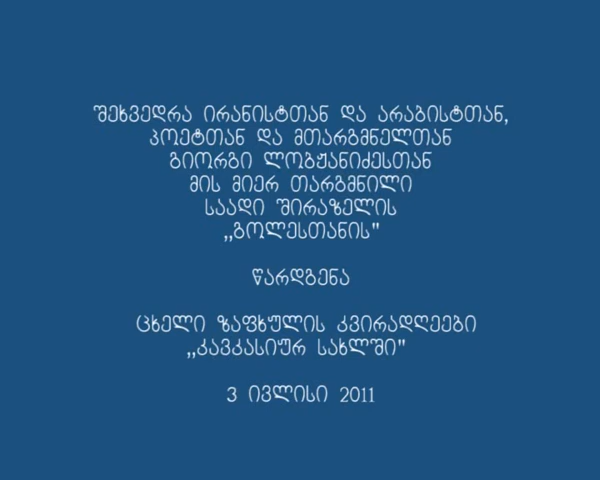 შეხვედრა ირანისტთან და არაბისტთან,
პოეტთან და მთარგმნელთან
გიორგი ლობჟანიძესთან
მის მიერ თარგმნილი
საადი შირაზელის
„გოლესთანის"
წარდგენა
ცხელი ზაფხულის კვირადღეები
„კავკასიურ სახლში"
3 ივლისი 2011